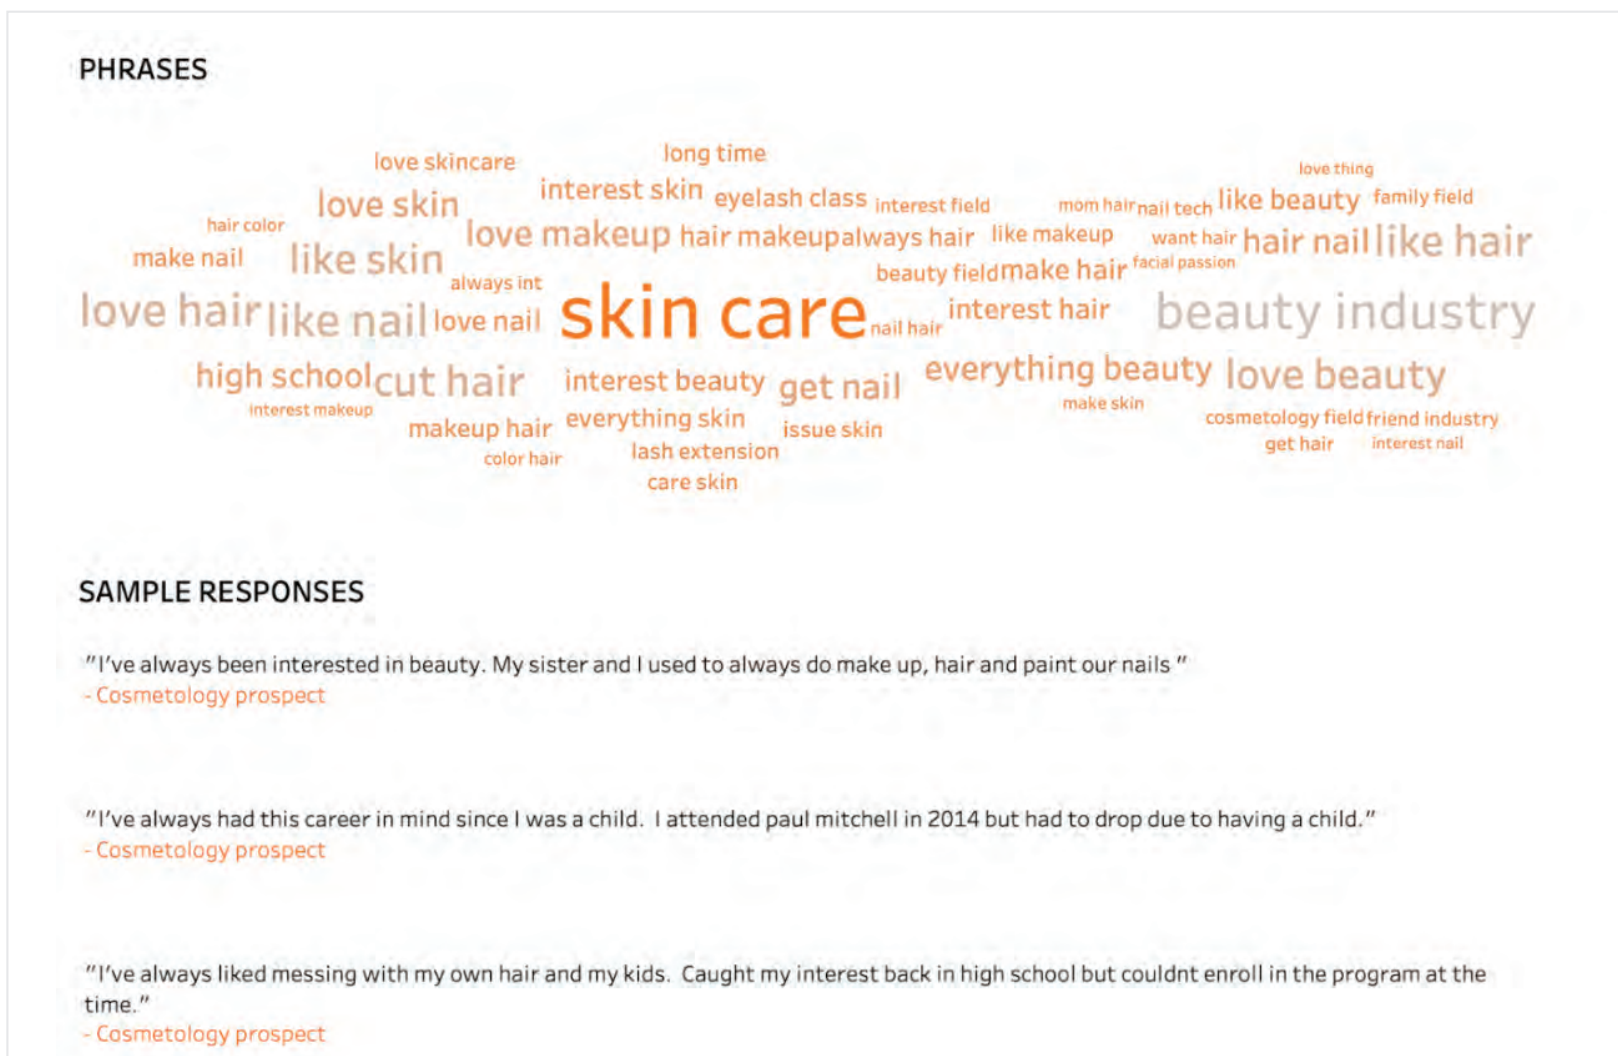 PHRASES
long time
love skincare
love thing
interest skin
eyelash class
like beauty
family field
love skin
interest field
mom hair
nail tech
hair color
love makeup
hair makeup
always hair
like makeup
want hair
hair nail
like hair
make nail
like skin
facial passion
beauty field
make hair
always int
love hair
like nail
love nail
skin care
nail hair
interest hair
beauty industry
high school
cut hair
interest beauty
get nail
everything beauty
love beauty
interest makeup
make skin
makeup hair
everything skin
issue skin
cosmetology field
friend industry
color hair
lash extension
get hair
interest nail
care skin
SAMPLE RESPONSES
"I've always been interested in beauty. My sister and I used to always do make up, hair and paint our nails "
- Cosmetology prospect
"I've always had this career in mind since I was a child.  I attended paul mitchell in 2014 but had to drop due to having a child."
- Cosmetology prospect
"I've always liked messing with my own hair and my kids.  Caught my interest back in high school but couldnt enroll in the program at the
time."
- Cosmetology prospect